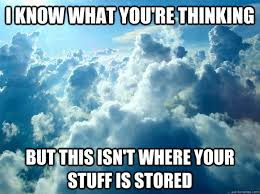 I KNOW WHAT YOU'RE THINKING
BUT THIS ISN'T WHERE YOUR
STUFF IS STORED